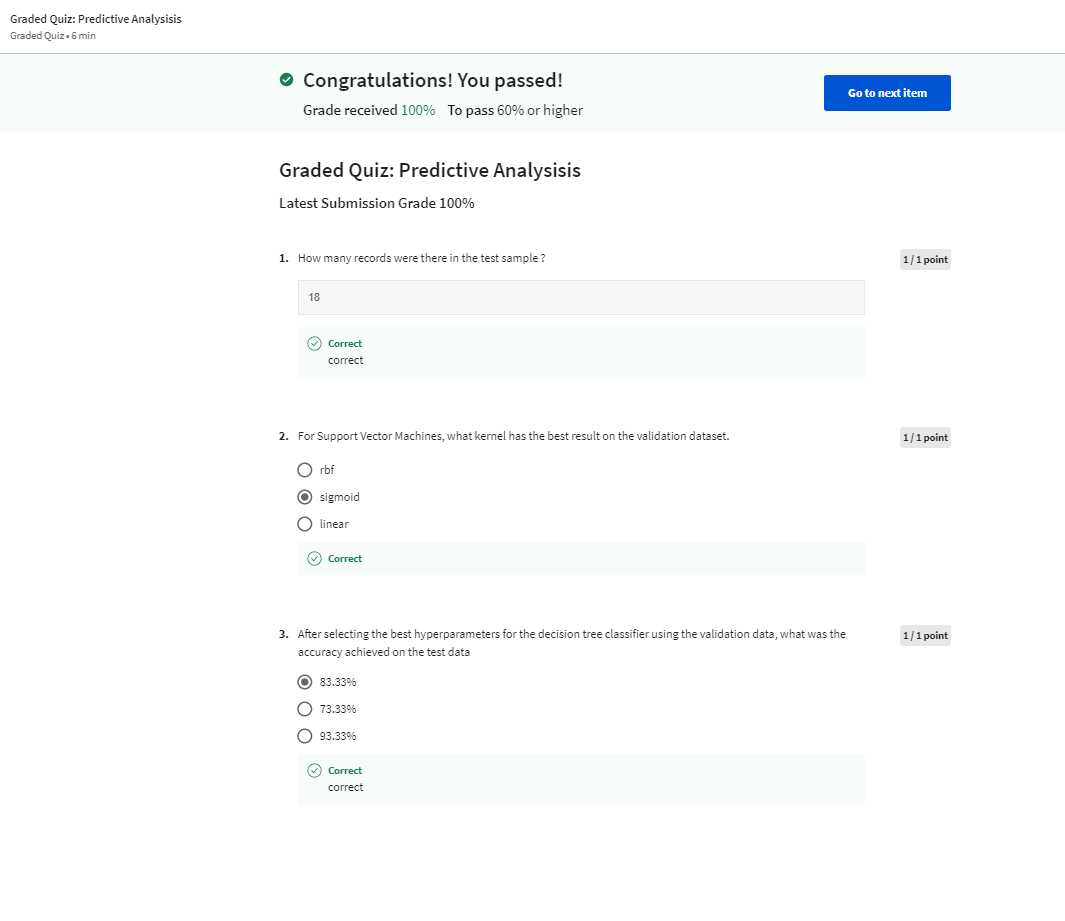 Graded Quiz: Predictive Analysisis
Graded Quiz • 6 min
Congratulations! You passed!
Grade received 100% To pass 60% or higher
Go to next item
Graded Quiz: Predictive Analysisis
Latest Submission Grade 100%
1. How many records were there in the test sample ?
1 / 1 point
18
Correct
correct
2. For Support Vector Machines, what kernel has the best result on the validation dataset.
1 / 1 point
rbf
sigmoid
linear
Correct
3. After selecting the best hyperparameters for the decision tree classifier using the validation data, what was the
accuracy achieved on the test data
1 / 1 point
83.33%
73.33%
93.33%
Correct
correct